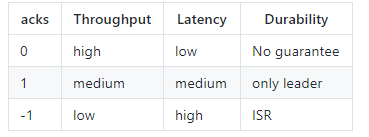 acks Throughput Latency Durability
0 high low No guarantee
1 medium medium only leader
-1 low high ISR